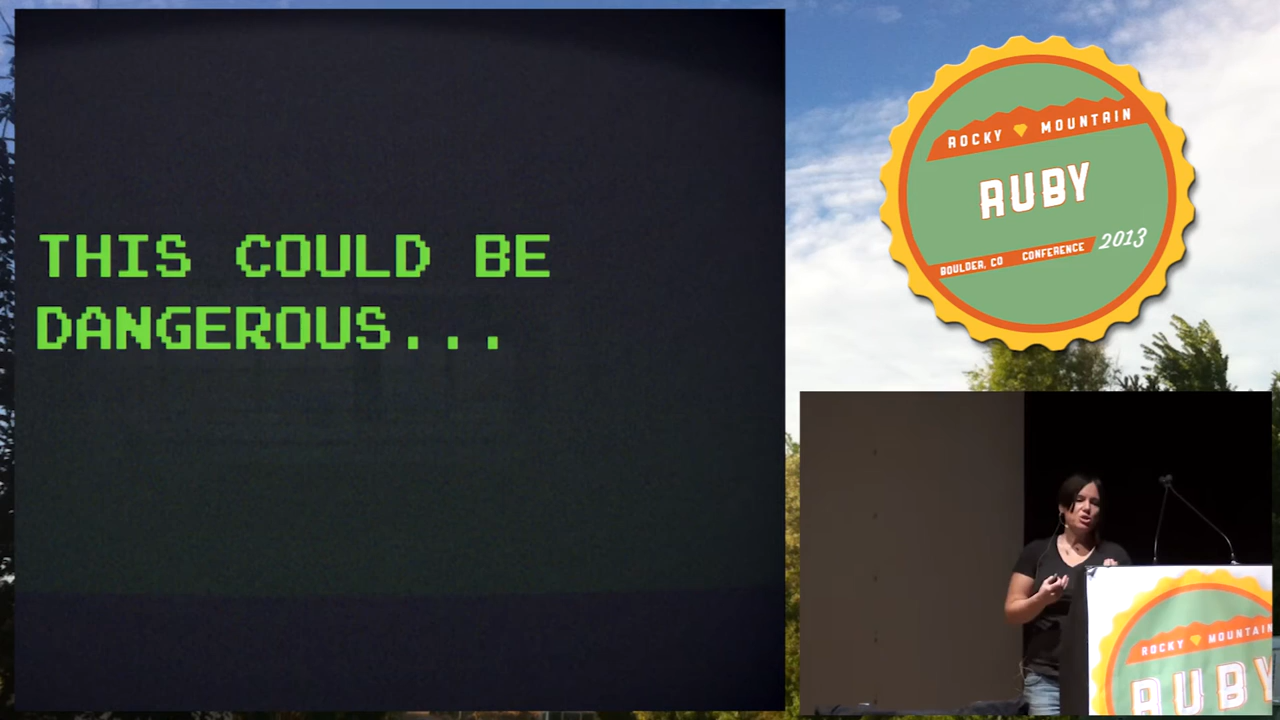 THIS COULD BE
DANGEROUS...
ROCKY MOUNTAIN
RUBY
BOULDER, CO CONFERENCE 2013
ROCKY MOUNTAIN
RUBY